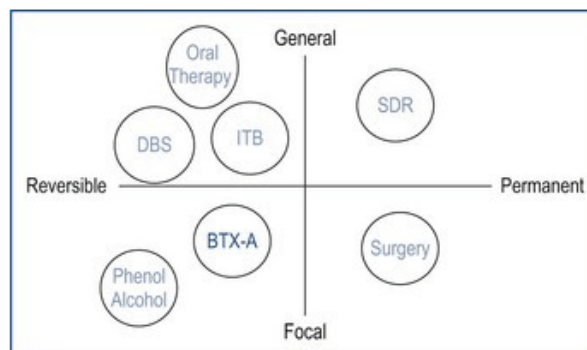 General
Oral
Therapy
SDR
DBS
ITB
Reversible
Permanent
BTX-A
Surgery
Phenol
Alcohol
Focal